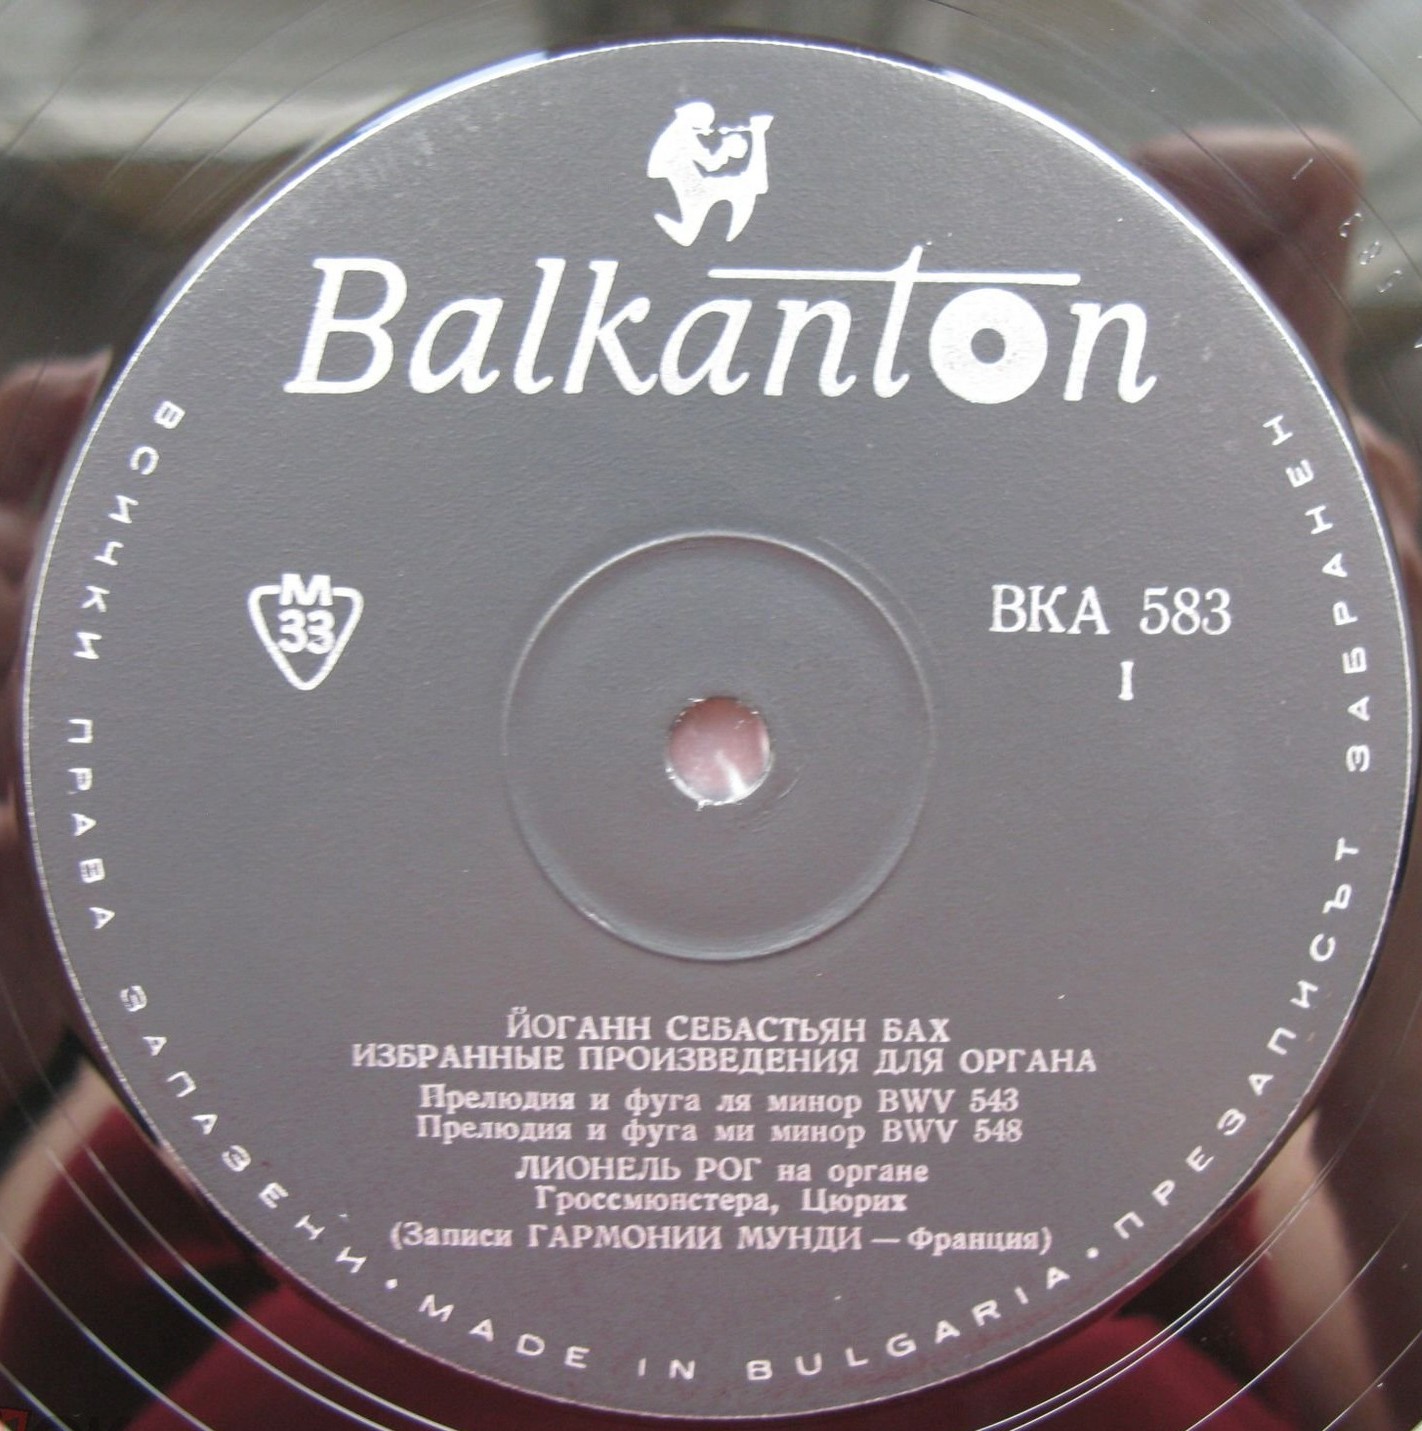 Balkanton
М
33
ВКА 583
I
ЙОГАНН СЕБАСТЬЯН БАХ
ИЗБРАННЫЕ ПРОИЗВЕДЕНИЯ ДЛЯ ОРГАНА
Прелюдия и фуга ля минор BWV 543
Прелюдия и фуга ми минор BWV 548
ЛИОНЕЛЬ РОГ на органе
Гроссмюнстера, Цюрих
(Записи ГАРМОНИИ МУНДИ — Франция)
ВСИЧКИ ПРАВА ЗАПАЗЕНИ • MADE IN BULGARIA • ПРЕЗАПИСЪТ ЗАБРАНЕН